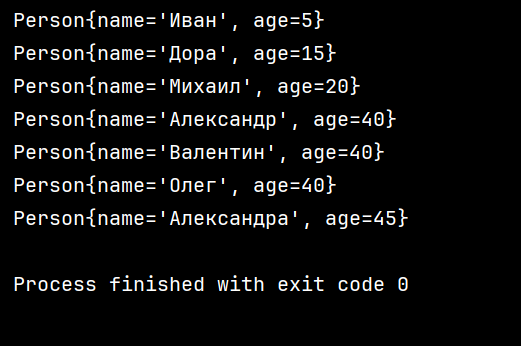 Person{name='Иван', age=5}
Person{name='Дора', age=15}
Person{name='Михаил', age=20}
Person{name='Александр', age=40}
Person{name='Валентин', age=40}
Person{name='Олег', age=40}
Person{name='Александра', age=45}
Process finished with exit code 0